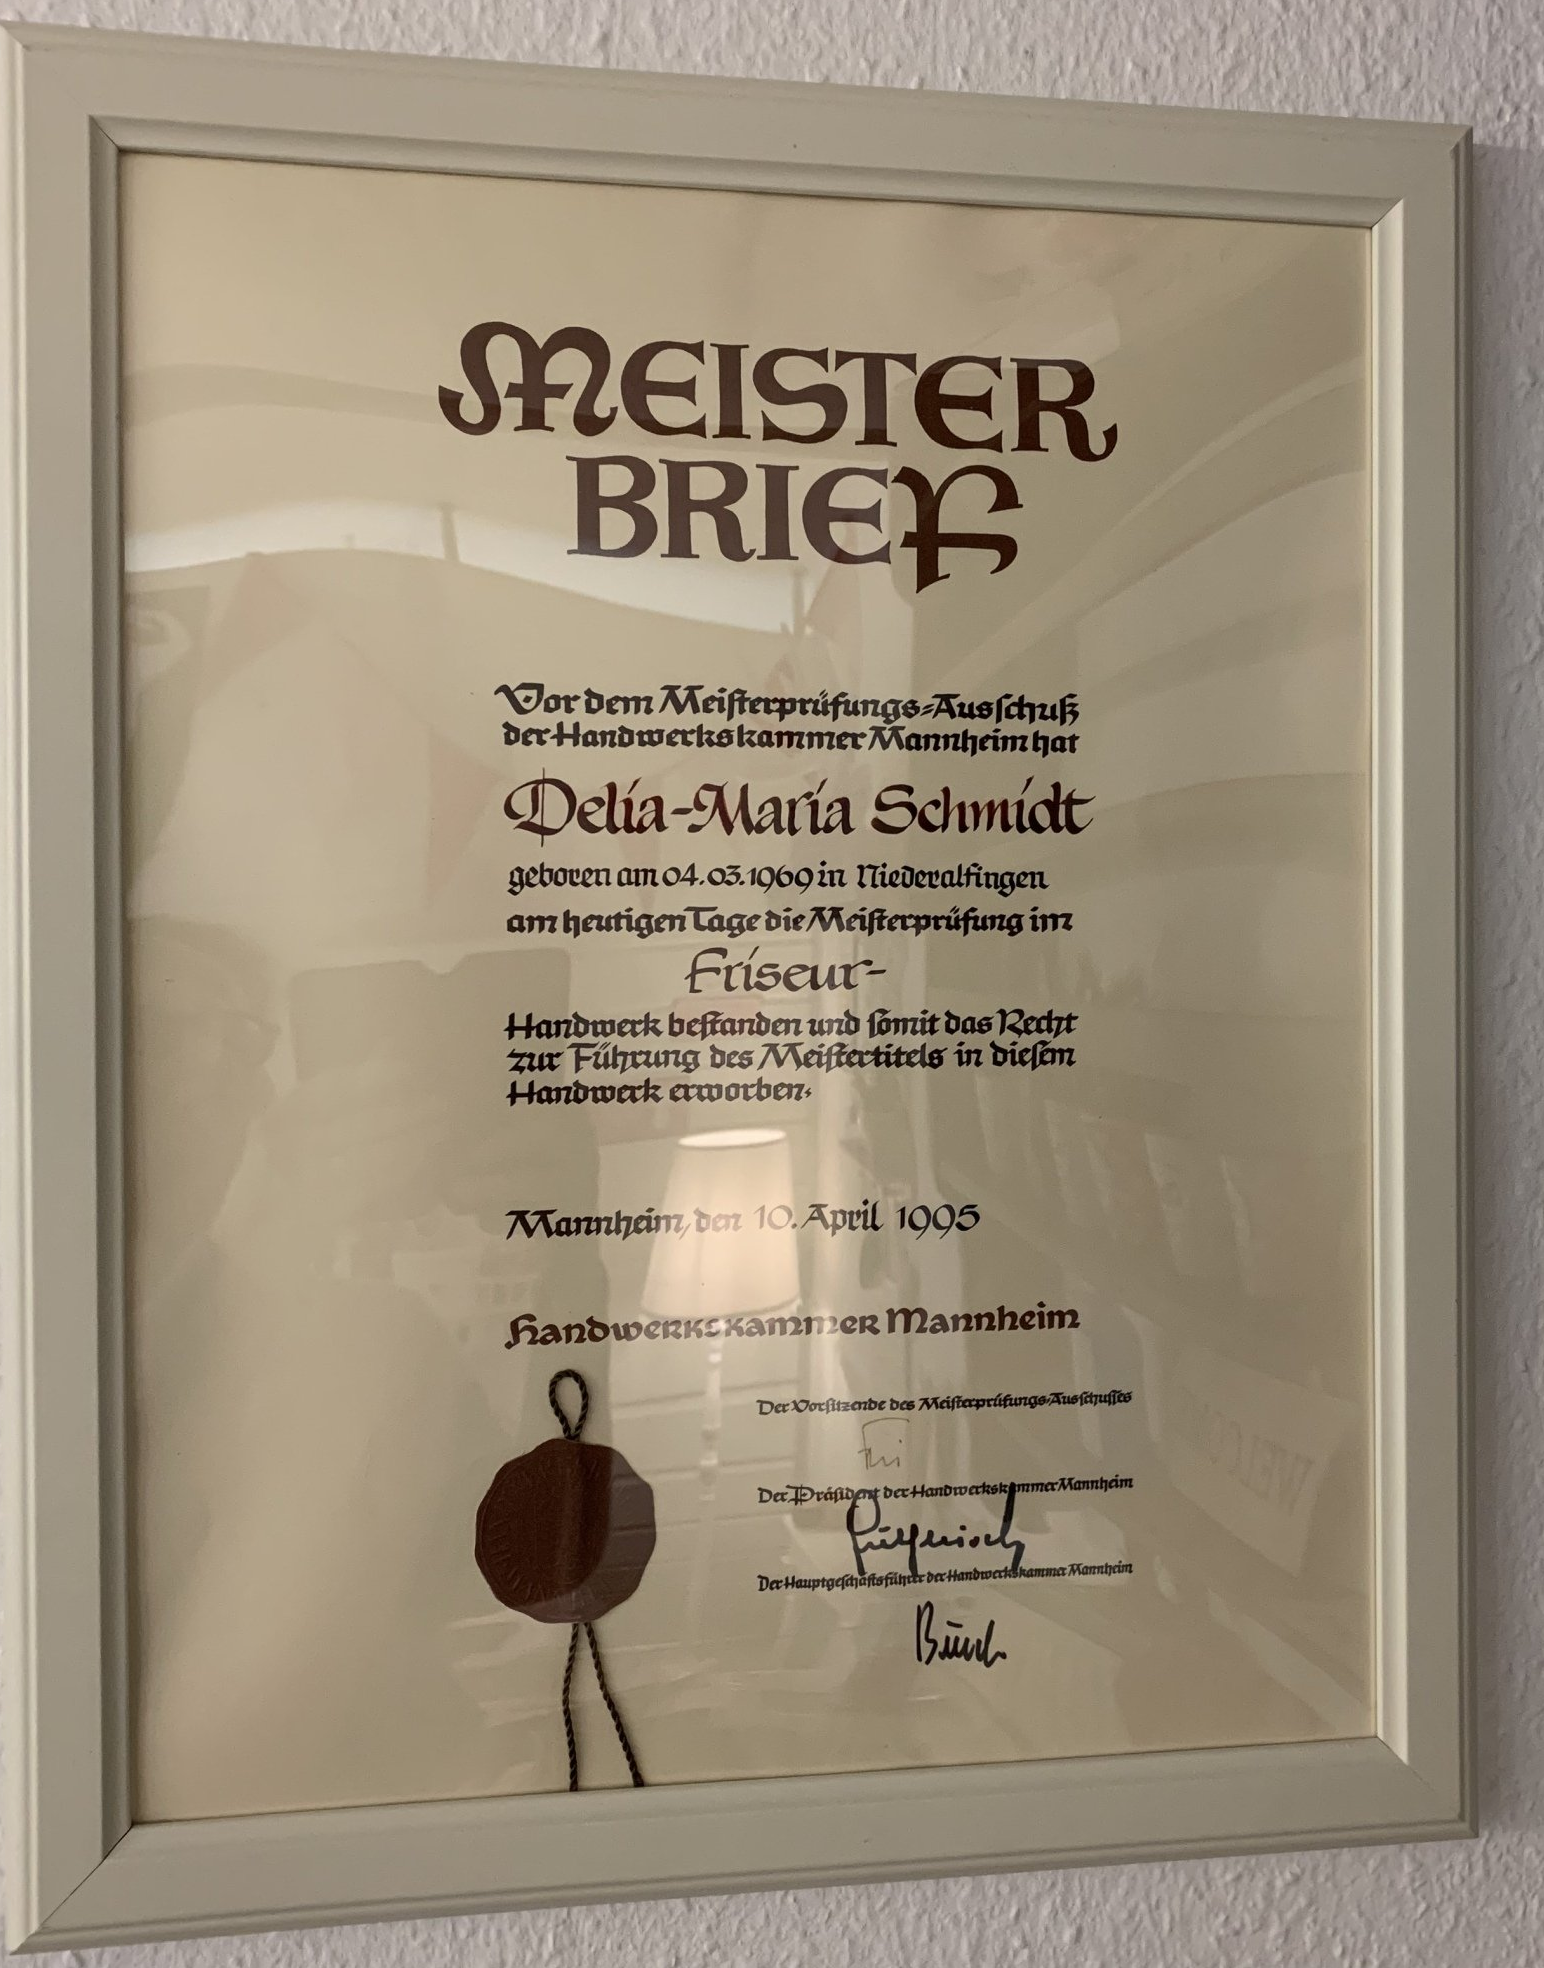 MEISTER
BRIEF
Vor dem Meisterprüfungs-Ausschuß
der Handwerkskammer Mannheim hat
Delia-Maria Schmidt
geboren am 04.03.1969 in Niederalfingen
am heutigen Tage die Meisterprüfung im
Friseur-
Handwerk bestanden und somit das Recht
zur Führung des Meistertitels in diesem
Handwerk erworben.
Mannheim, den 10. April 1995
Handwerkskammer Mannheim
Der Vorsitzende des Meisterprüfungs-Ausschusses
Der Präsident der Handwerkskammer Mannheim
Der Hauptgeschäftsführer der Handwerkskammer Mannheim